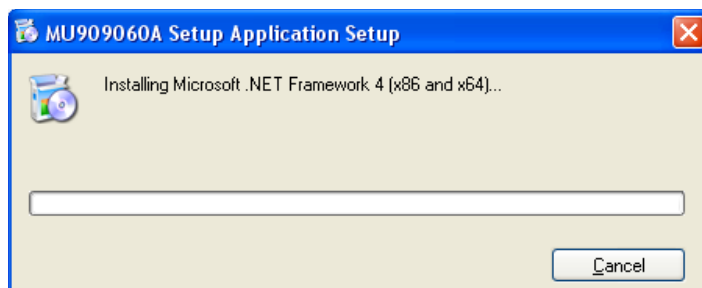 MU909060A Setup Application Setup
Installing Microsoft .NET Framework 4 (x86 and x64)...
Cancel